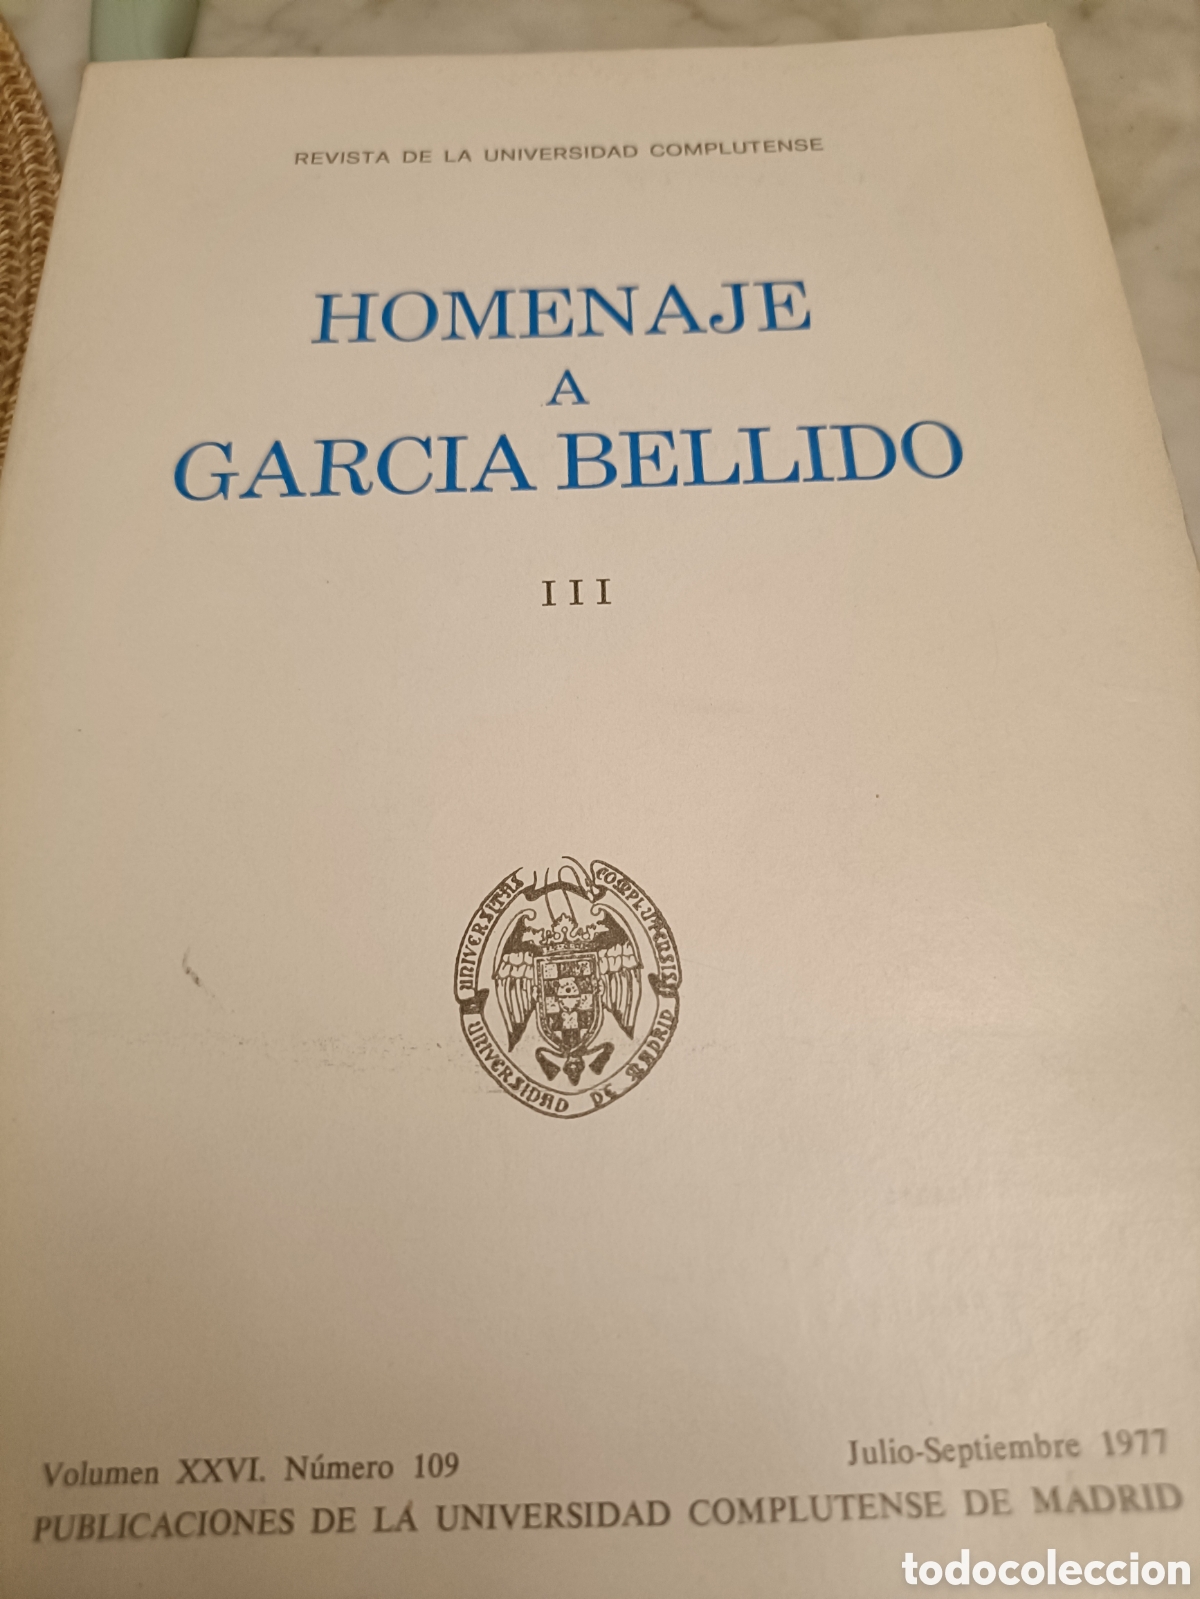 REVISTA DE LA UNIVERSIDAD COMPLUTENSE
HOMENAJE
A
GARCIA BELLIDO
III
UNIVERSITAS COMPLUTENSIS
UNIVERSIDAD DE MADRID
Volumen XXVI. Número 109
Julio-Septiembre 1977
PUBLICACIONES DE LA UNIVERSIDAD COMPLUTENSE DE MADRID
todocoleccion